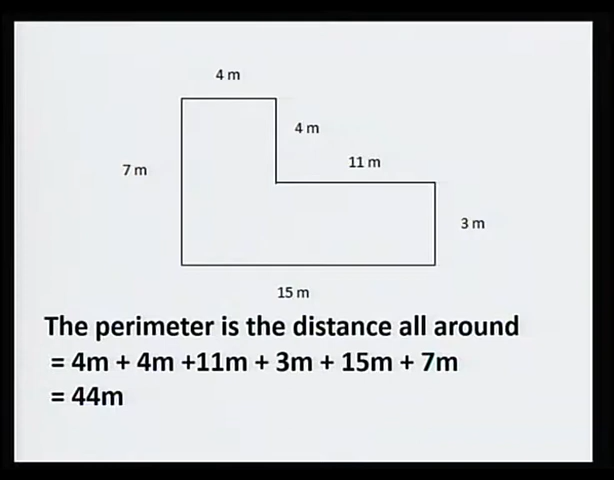 4 m
4 m
11 m
7 m
3 m
15 m
The perimeter is the distance all around
= 4m + 4m +11m + 3m + 15m + 7m
= 44m